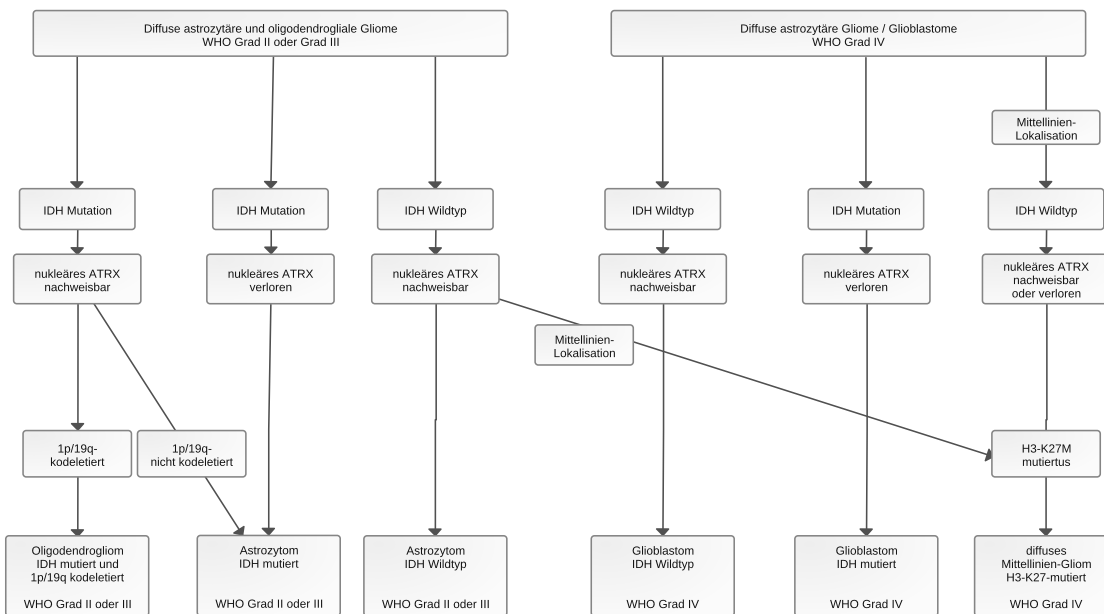 Diffuse astrozytäre und oligodendrogliale Gliome
WHO Grad II oder Grad III
Diffuse astrozytäre Gliome / Glioblastome
WHO Grad IV
Mittellinien-
Lokalisation
IDH Mutation
IDH Mutation
IDH Wildtyp
IDH Wildtyp
IDH Mutation
IDH Wildtyp
nukleäres ATRX
nachweisbar
nukleäres ATRX
verloren
nukleäres ATRX
nachweisbar
nukleäres ATRX
nachweisbar
nukleäres ATRX
verloren
nukleäres ATRX
nachweisbar
oder verloren
Mittellinien-
Lokalisation
1p/19q-
kodeletiert
1p/19q-
nicht kodeletiert
H3-K27M
mutiertus
Oligodendrogliom
IDH mutiert und
1p/19q kodeletiert
WHO Grad II oder III
Astrozytom
IDH mutiert
WHO Grad II oder III
Astrozytom
IDH Wildtyp
WHO Grad II oder III
Glioblastom
IDH Wildtyp
WHO Grad IV
Glioblastom
IDH mutiert
WHO Grad IV
diffuses
Mittellinien-Gliom
H3-K27-mutiert
WHO Grad IV